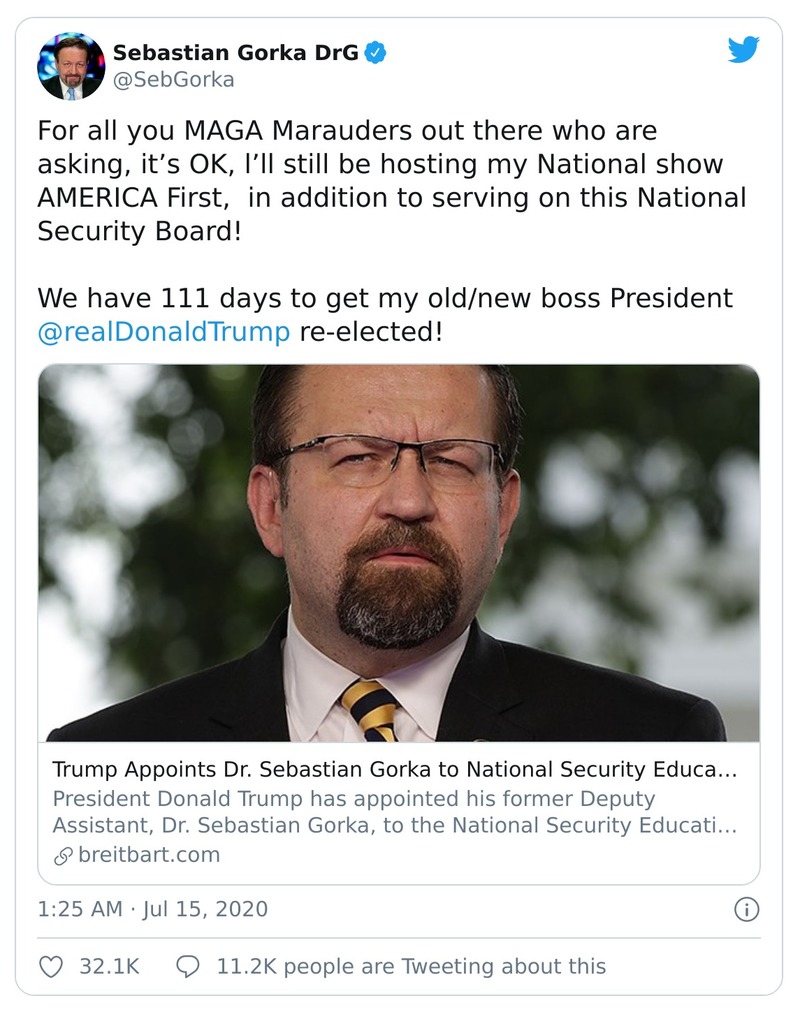 Sebastian Gorka DrG
@SebGorka
For all you MAGA Marauders out there who are
asking, it’s OK, I’ll still be hosting my National show
AMERICA First,  in addition to serving on this National
Security Board!
We have 111 days to get my old/new boss President
@realDonaldTrump re-elected!
Trump Appoints Dr. Sebastian Gorka to National Security Educa…
President Donald Trump has appointed his former Deputy
Assistant, Dr. Sebastian Gorka, to the National Security Educati…
breitbart.com
1:25 AM · Jul 15, 2020
32.1K 11.2K people are Tweeting about this